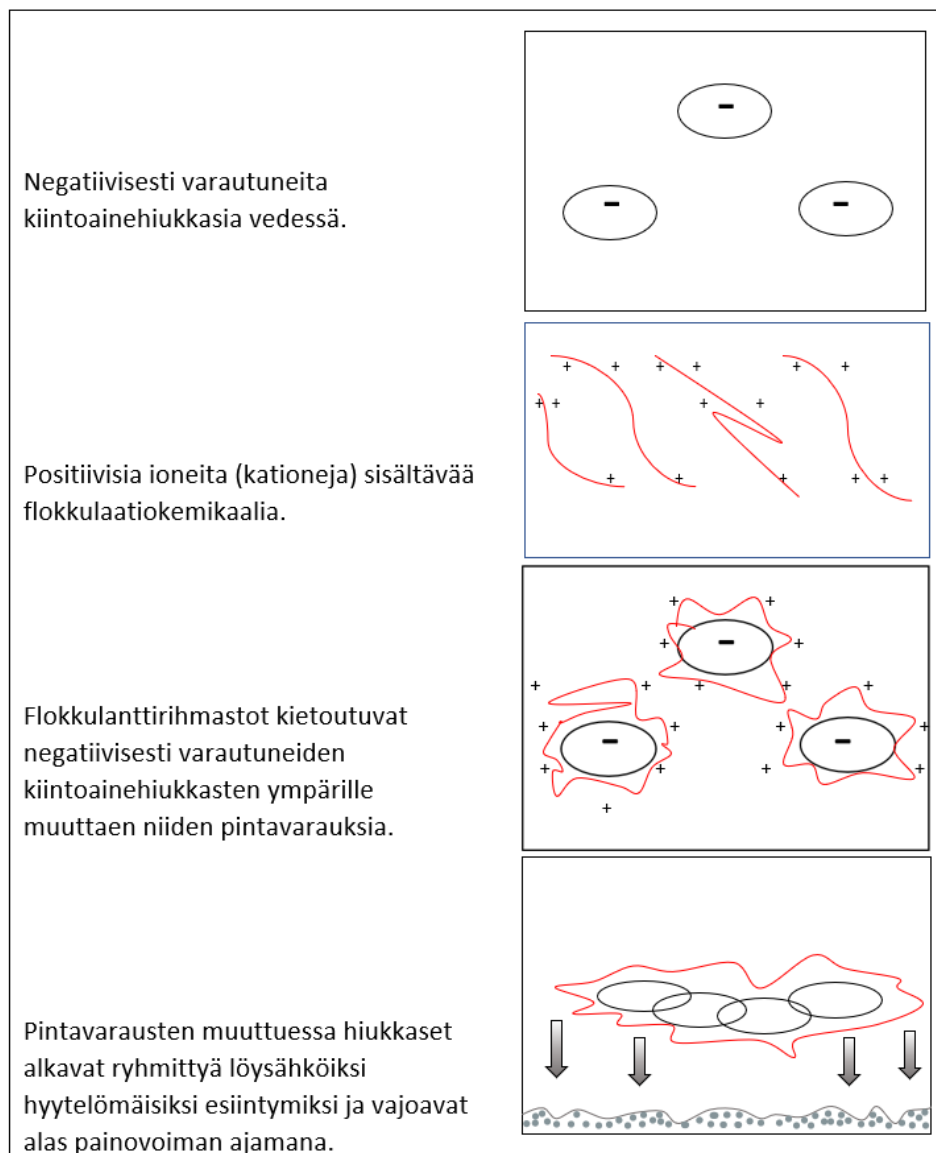 Negatiivisesti varautuneita
kiintoainehiukkasia vedessä.
-
-
-
Positiivisia ioneita (kationeja) sisältävää
flokkulaatiokemikaalia.
+ + + + + +
+ + + +
+ + + + +
Flokkulanttirihmastot kietoutuvat
negatiivisesti varautuneiden
kiintoainehiukkasten ympärille
muuttaen niiden pintavarauksia.
+ +
+ - +
+ + + + +
+ + +
- -
+ + + +
+
Pintavarausten muuttuessa hiukkaset
alkavat ryhmittyä löysähköiksi
hyytelömäisiksi esiintymiksi ja vajoavat
alas painovoiman ajamana.